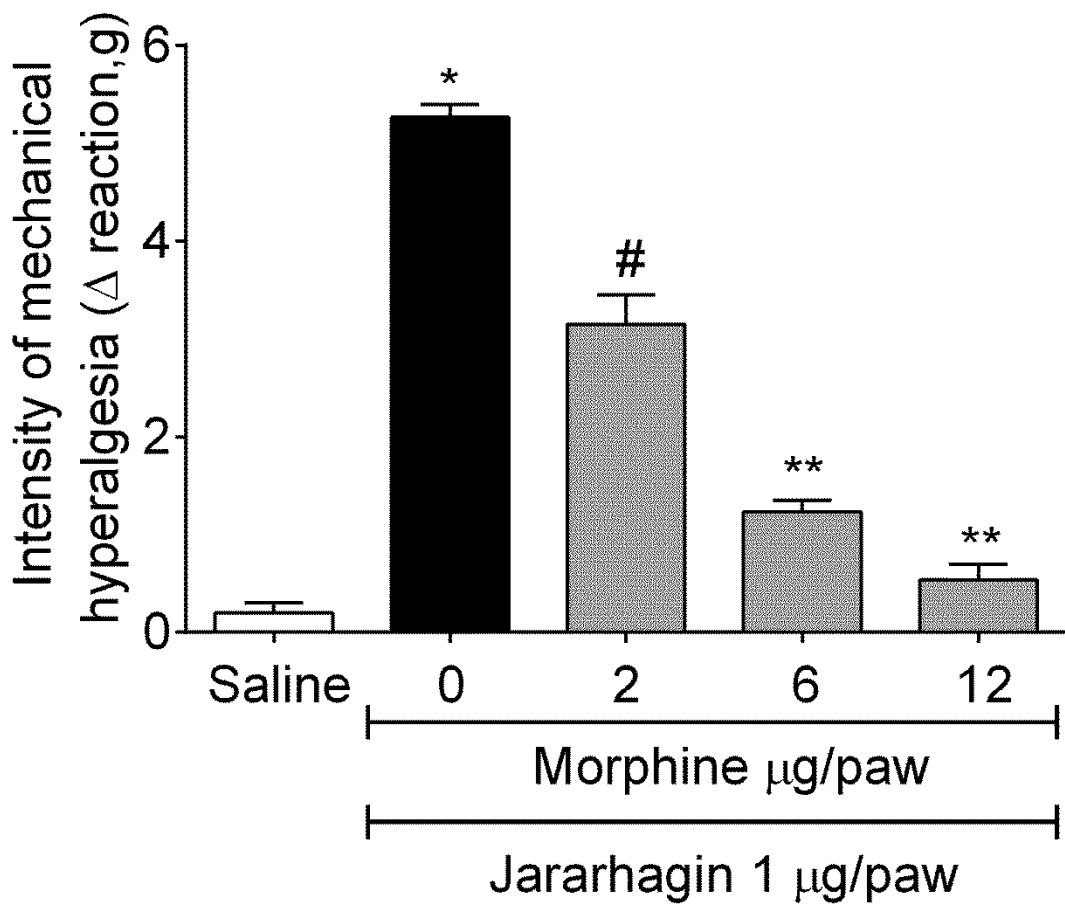 Intensity of mechanical
hyperalgesia (Δ reaction,g)
6
4
2
0
*
#
**
**
Saline 0 2 6 12
Morphine μg/paw
Jararhagin 1 μg/paw